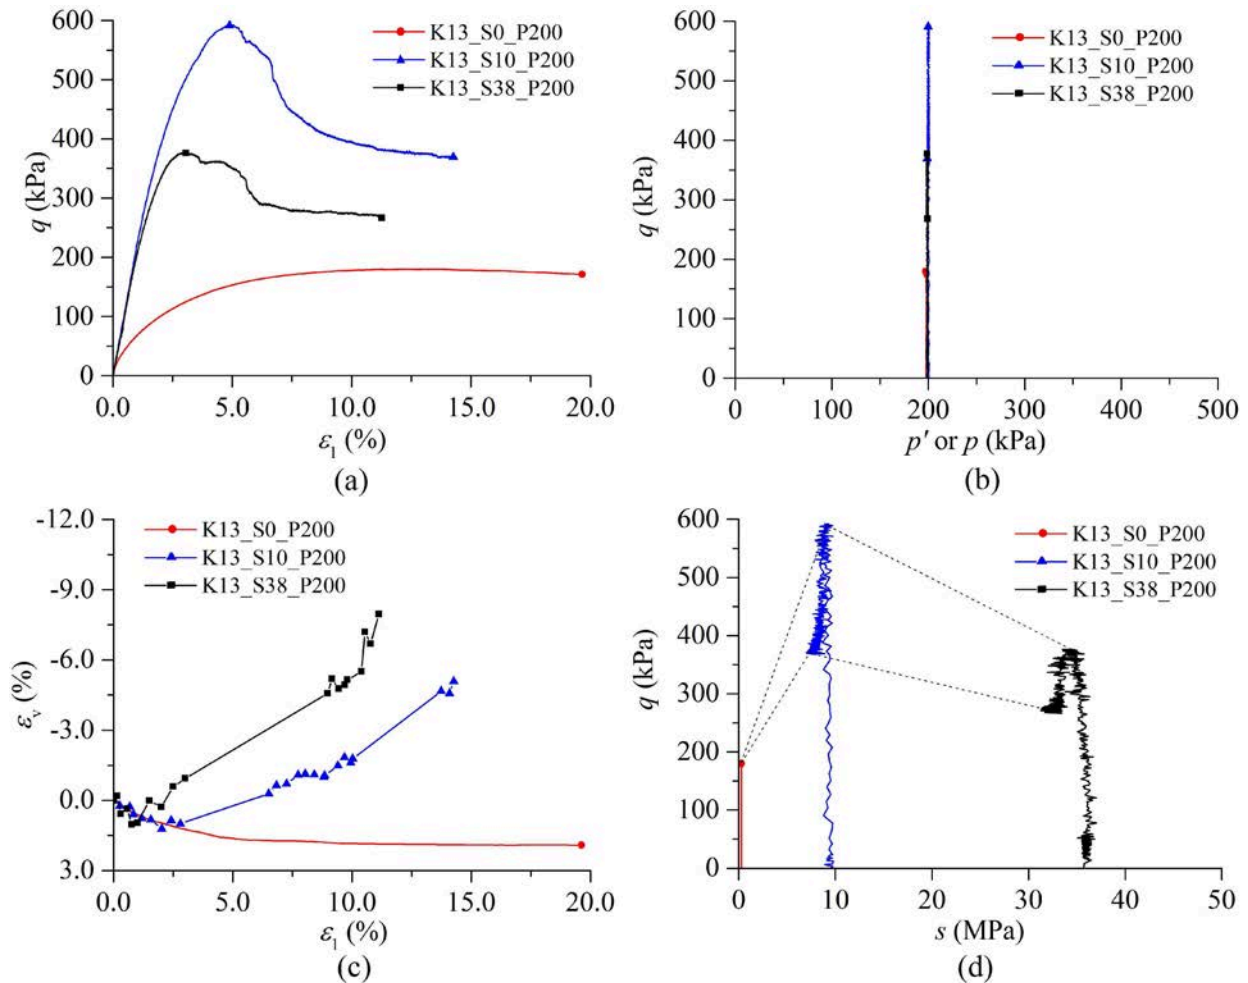 600
500
400
300
200
100
0
q (kPa)
K13_S0_P200
K13_S10_P200
K13_S38_P200
0.0 5.0 10.0 15.0 20.0
ε1 (%)
(a)
600
500
400
300
200
100
0
q (kPa)
K13_S0_P200
K13_S10_P200
K13_S38_P200
0 100 200 300 400 500
p' or p (kPa)
(b)
-12.0
-9.0
-6.0
-3.0
0.0
3.0
εv (%)
K13_S0_P200
K13_S10_P200
K13_S38_P200
0.0 5.0 10.0 15.0 20.0
ε1 (%)
(c)
600
500
400
300
200
100
0
q (kPa)
K13_S0_P200
K13_S10_P200
K13_S38_P200
0 10 20 30 40 50
s (MPa)
(d)